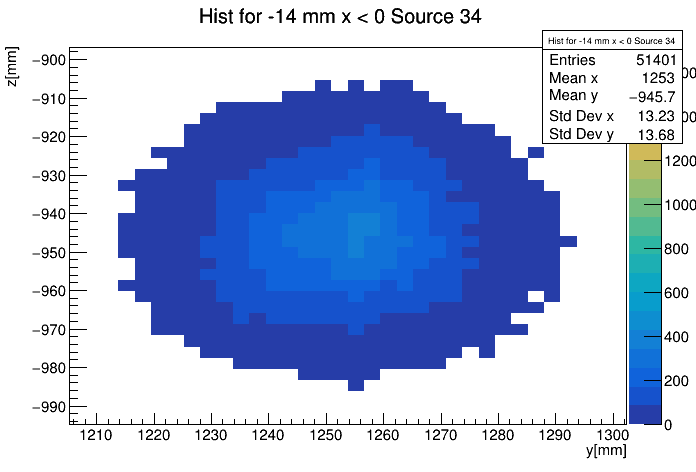 Hist for -14 mm x < 0 Source 34
Hist for -14 mm x < 0 Source 34
Entries 51401
Mean x 1253
Mean y −945.7
Std Dev x 13.23
Std Dev y 13.68
z[mm]
−900
−910
−920
−930
−940
−950
−960
−970
−980
−990
1210 1220 1230 1240 1250 1260 1270 1280 1290 1300
y[mm]
1200
1000
800
600
400
200
0